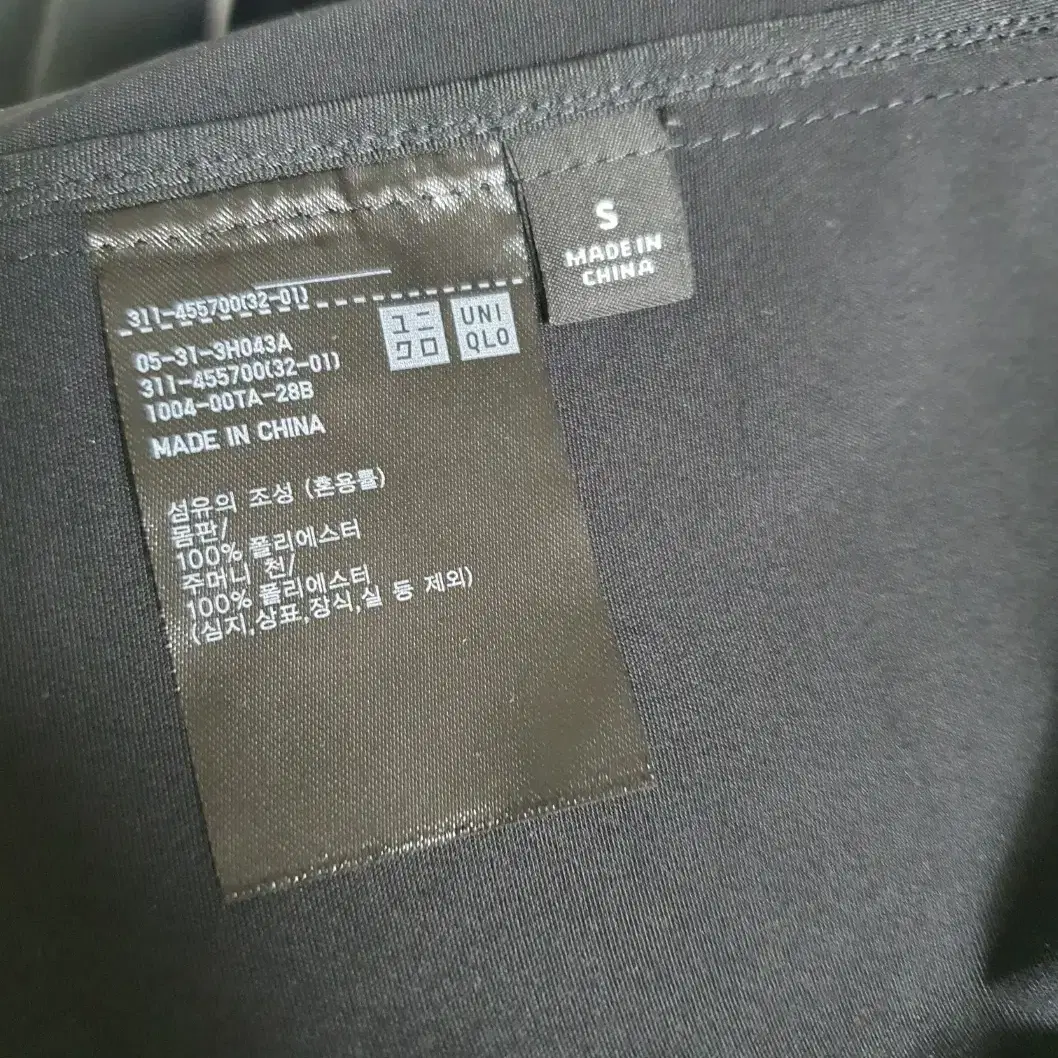 311-455700(32-01)
ユニ
クロ
UNI
QLO
05-31-3H043A
311-455700(32-01)
1004-00TA-28B
MADE IN CHINA
섬유의 조성 (혼용률)
몸판/
100% 폴리에스터
주머니 천/
100% 폴리에스터
(심지,상표,장식,실 등 제외)
S
MADE IN
CHINA